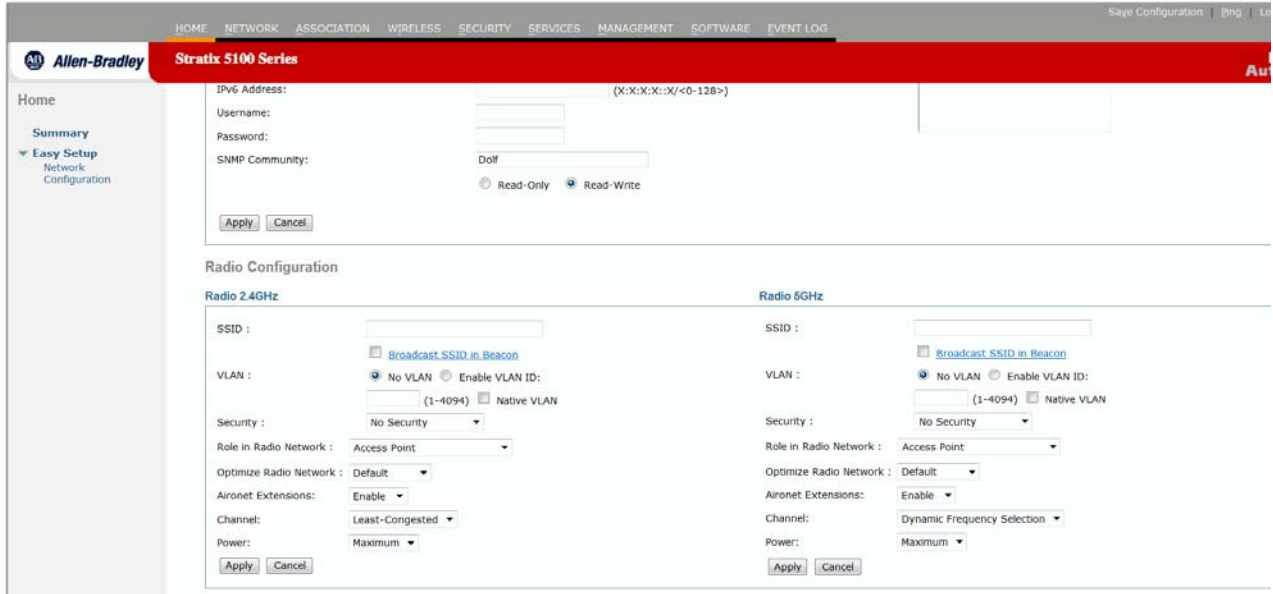 Save Configuration | Ping | Lo
HOME NETWORK ASSOCIATION WIRELESS SECURITY SERVICES MANAGEMENT SOFTWARE EVENT LOG
AB Allen-Bradley Stratix 5100 Series
Aut
Home
Summary
Easy Setup
Network
Configuration
IPv6 Address: (X:X:X:X::X/<0-128>)
Username:
Password:
SNMP Community: Dolf
Read-Only Read-Write
Apply Cancel
Radio Configuration
Radio 2.4GHz
SSID :
Broadcast SSID in Beacon
VLAN : No VLAN Enable VLAN ID:
(1-4094) Native VLAN
Security : No Security
Role in Radio Network : Access Point
Optimize Radio Network : Default
Aironet Extensions: Enable
Channel: Least-Congested
Power: Maximum
Apply Cancel
Radio 5GHz
SSID :
Broadcast SSID in Beacon
VLAN : No VLAN Enable VLAN ID:
(1-4094) Native VLAN
Security : No Security
Role in Radio Network : Access Point
Optimize Radio Network : Default
Aironet Extensions: Enable
Channel: Dynamic Frequency Selection
Power: Maximum
Apply Cancel